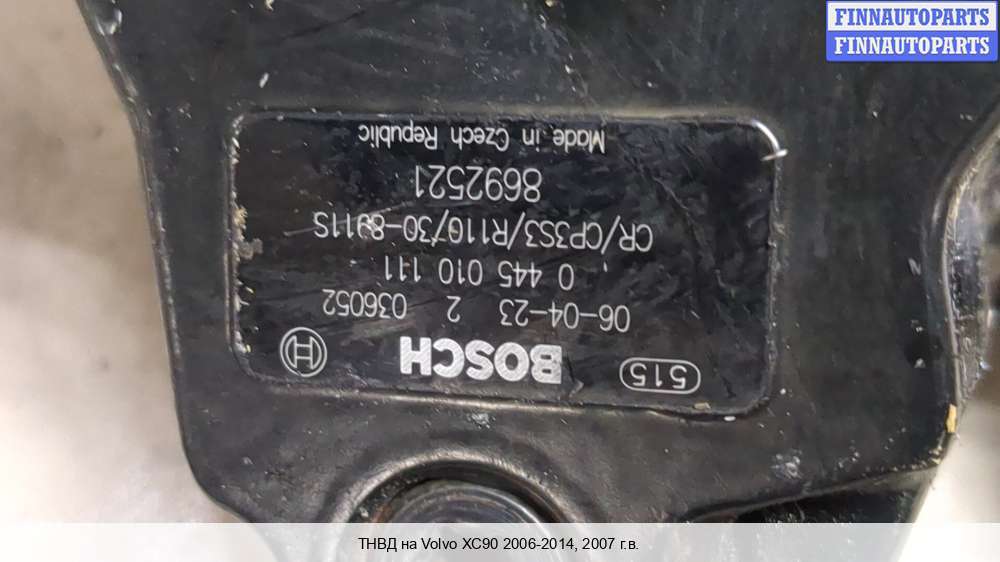 FINNAUTOPARTS
FINNAUTOPARTS
515 BOSCH
06-04-23 2 036052
0 445 010 111
CR/CP3S3/R110/30-8911S
8692521
Made in Czech Republic
ТНВД на Volvo XC90 2006-2014, 2007 г.в.